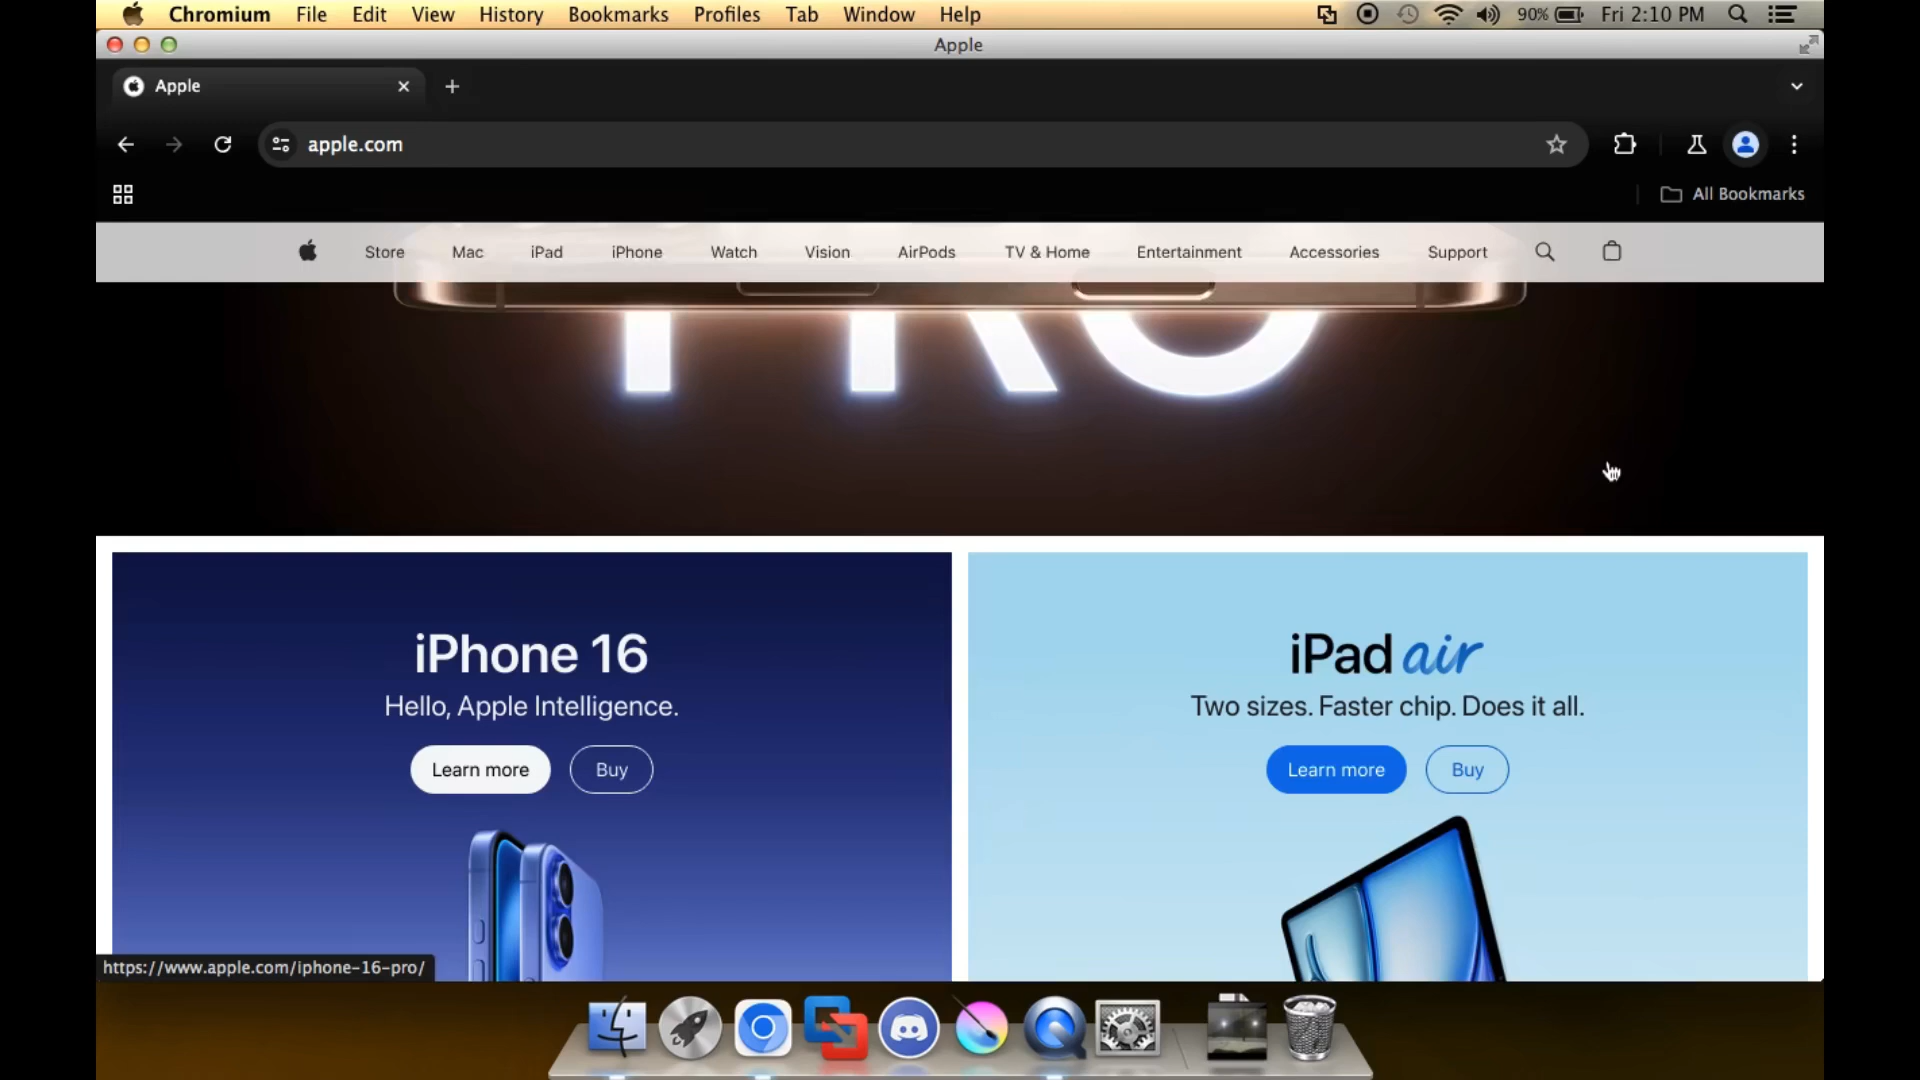 Chromium File Edit View History Bookmarks Profiles Tab Window Help 90% Fri 2:10 PM
Apple
Apple
apple.com
All Bookmarks
Store Mac iPad iPhone Watch Vision AirPods TV & Home Entertainment Accessories Support
PRO
iPhone 16
Hello, Apple Intelligence.
Learn more Buy
iPad air
Two sizes. Faster chip. Does it all.
Learn more Buy
https://www.apple.com/iphone-16-pro/